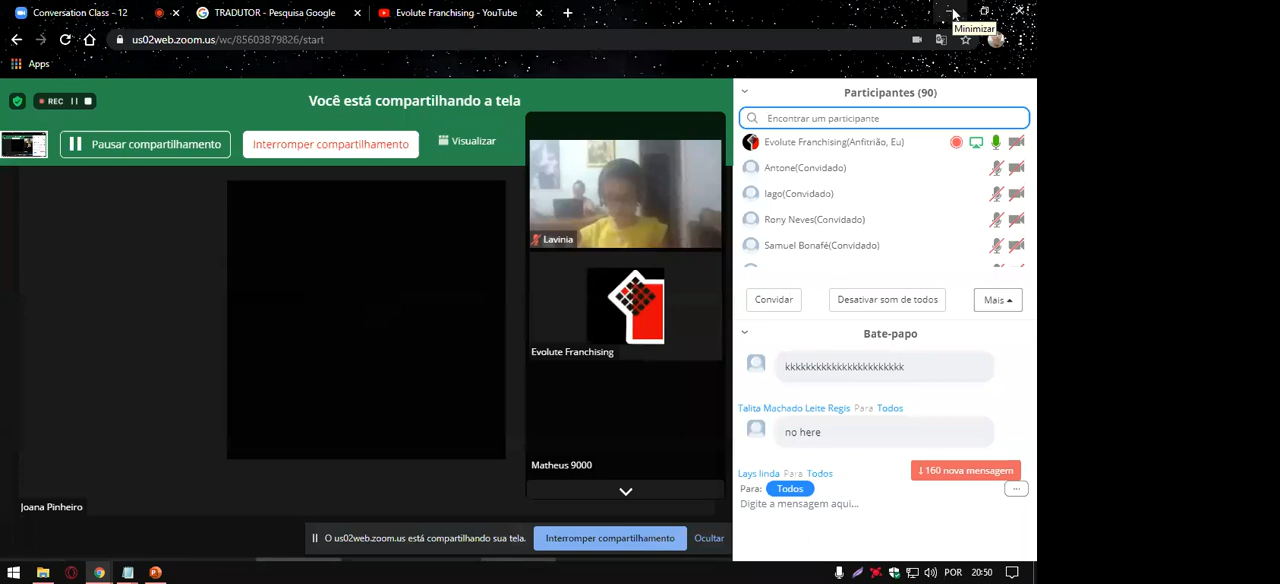 Conversation Class - 12
TRADUTOR - Pesquisa Google
Evolute Franchising - YouTube
Minimizar
us02web.zoom.us/wc/85603879826/start
Apps
REC
Você está compartilhando a tela
Pausar compartilhamento
Interromper compartilhamento
Visualizar
Lavinia
Evolute Franchising
Matheus 9000
Joana Pinheiro
O us02web.zoom.us está compartilhando sua tela.
Interromper compartilhamento
Ocultar
Participantes (90)
Encontrar um participante
Evolute Franchising(Anfitrião, Eu)
Antone(Convidado)
Iago(Convidado)
Rony Neves(Convidado)
Samuel Bonafé(Convidado)
Convidar
Desativar som de todos
Mais
Bate-papo
kkkkkkkkkkkkkkkkkkkkkkk
Talita Machado Leite Regis Para Todos
no here
Lays linda Para Todos
↓160 nova mensagem
Para: Todos
Digite a mensagem aqui...
POR
20:50